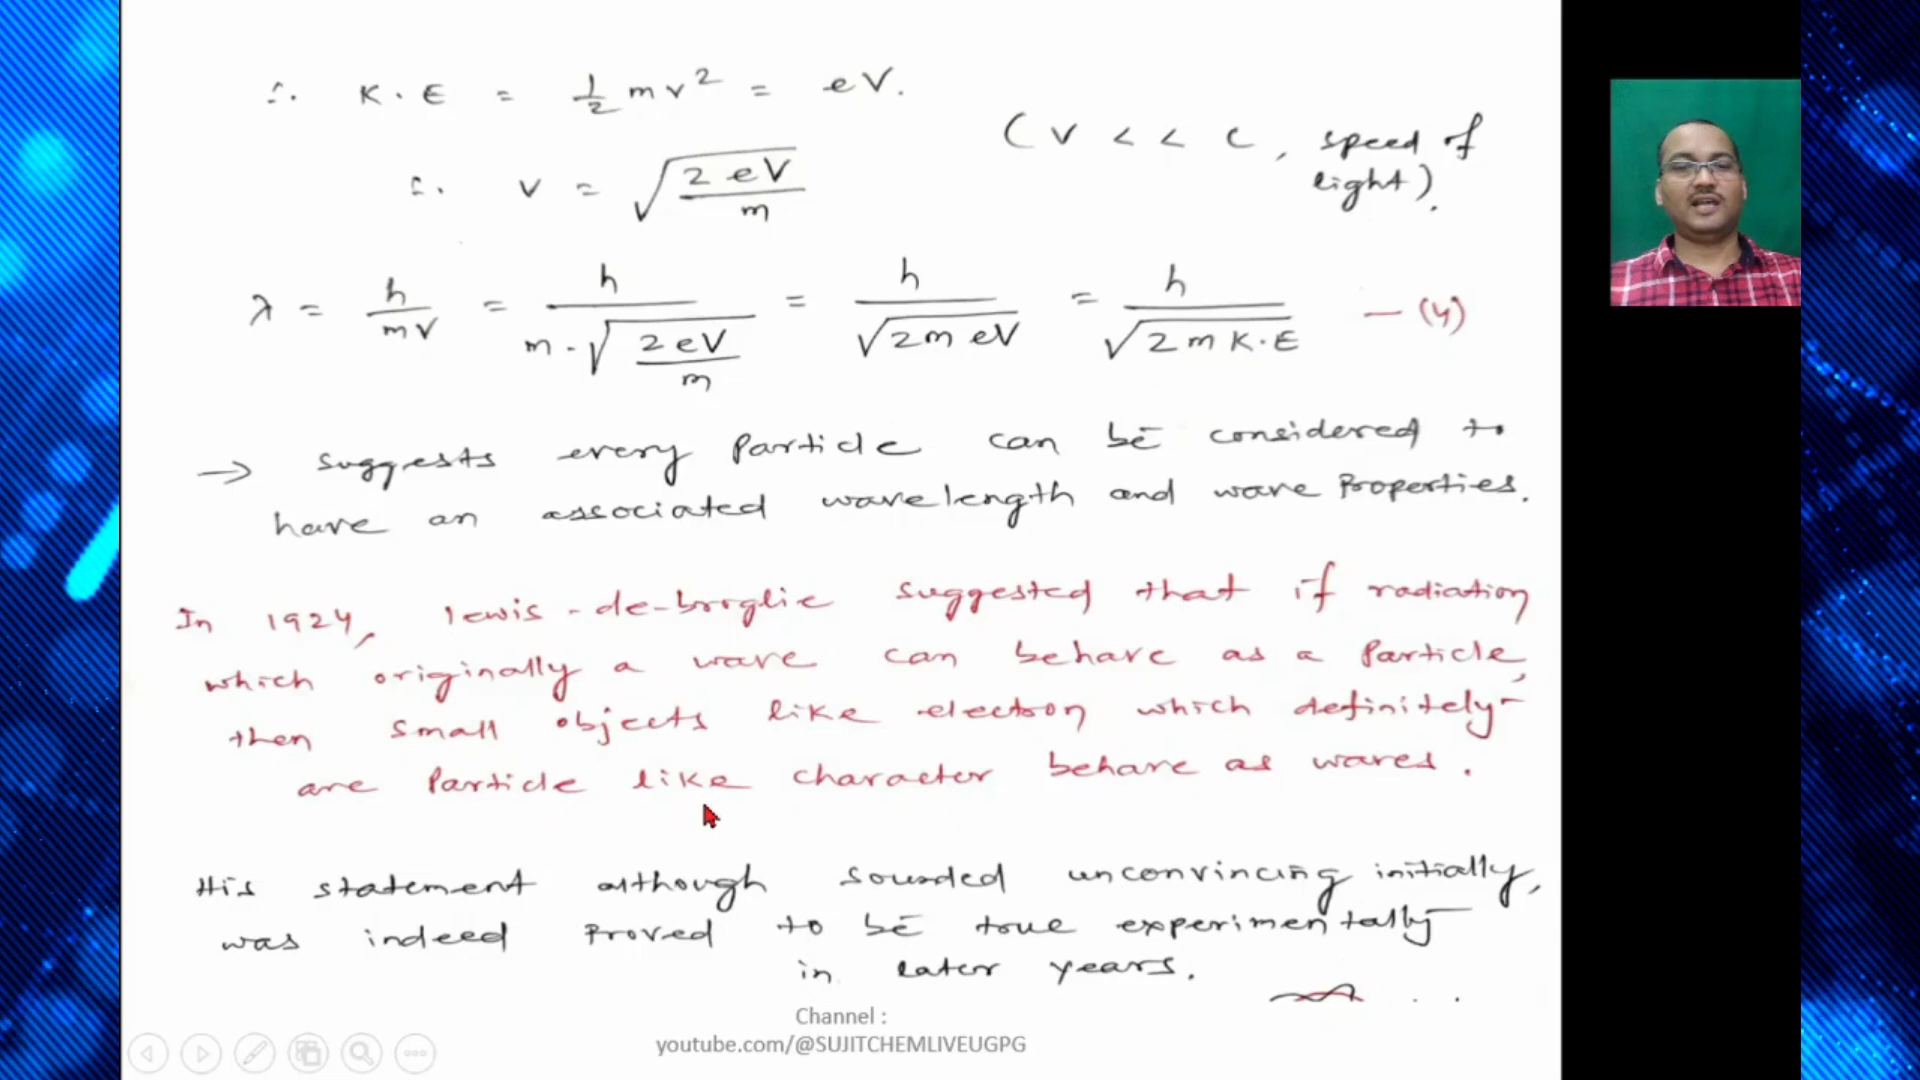 ∴ K.E = 1/2 mv² = eV.
(v << c, speed of
light).
∴ v = √(2eV/m)
λ = h/mv = h/(m.√(2eV/m)) = h/√(2meV) = h/√(2mK.E) — (4)
→ suggests every particle can be considered to
have an associated wavelength and wave properties.
In 1924, lewis-de-broglie suggested that if radiation
which originally a wave can behave as a particle,
then small objects like electron which definitely
are particle like character behave as waves.
His statement although sounded unconvincing initially,
was indeed proved to be true experimentally
in later years.
Channel :
youtube.com/@SUJITCHEMLIVEUGPG